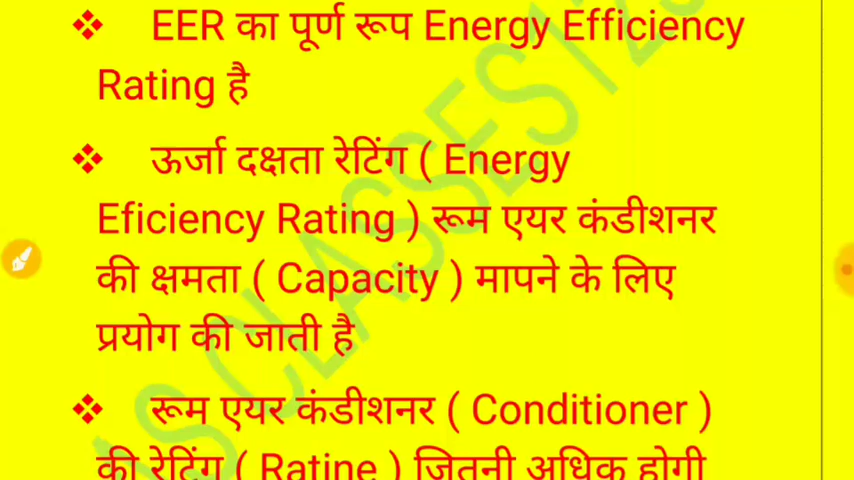 ❖ EER का पूर्ण रूप Energy Efficiency
Rating है
❖ ऊर्जा दक्षता रेटिंग ( Energy
Eficiency Rating ) रूम एयर कंडीशनर
की क्षमता ( Capacity ) मापने के लिए
प्रयोग की जाती है
❖ रूम एयर कंडीशनर ( Conditioner )
की रेटिंग ( Ratine ) जितनी अधिक होगी